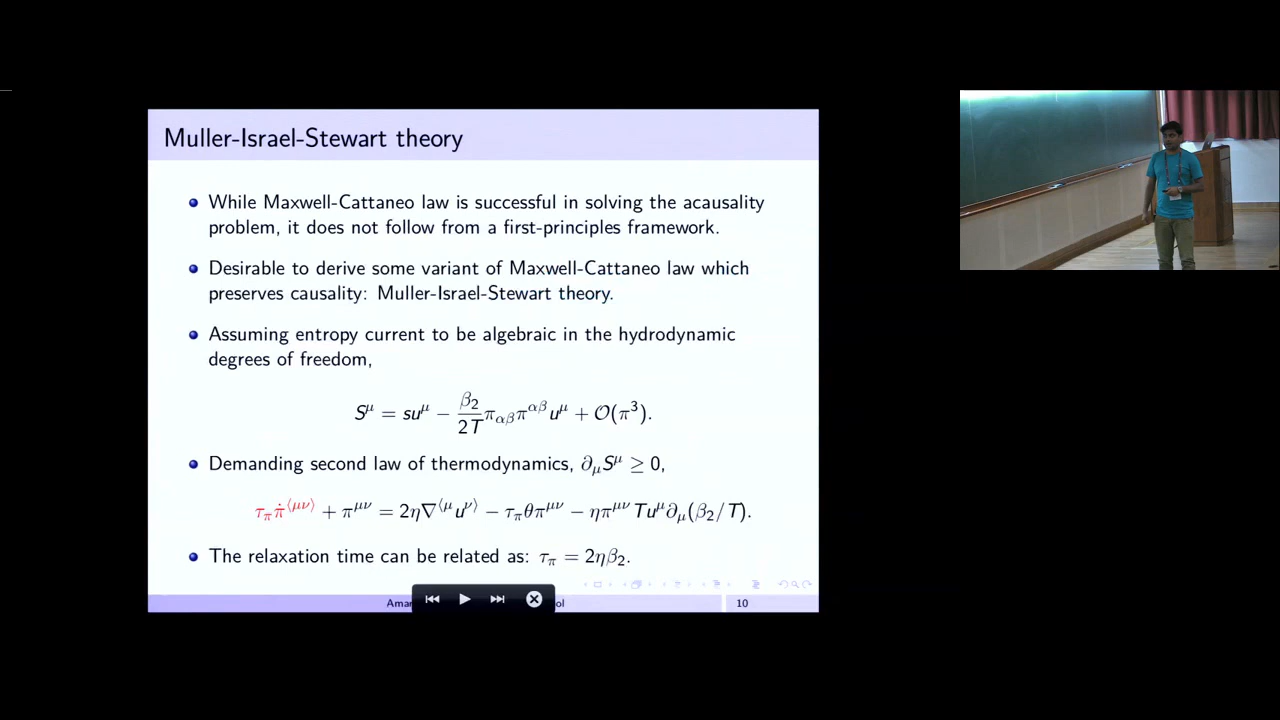 Muller-Israel-Stewart theory
While Maxwell-Cattaneo law is successful in solving the acausality
problem, it does not follow from a first-principles framework.
Desirable to derive some variant of Maxwell-Cattaneo law which
preserves causality: Muller-Israel-Stewart theory.
Assuming entropy current to be algebraic in the hydrodynamic
degrees of freedom,
S^μ = su^μ − β₂/2T π_{αβ}π^{αβ}u^μ + 𝒪(π³).
Demanding second law of thermodynamics, ∂_μS^μ ≥ 0,
τ_π π̇^{⟨μν⟩} + π^{μν} = 2η∇^{⟨μ}u^{ν⟩} − τ_πθπ^{μν} − ηπ^{μν}Tu^μ∂_μ(β₂/T).
The relaxation time can be related as: τ_π = 2ηβ₂.
10